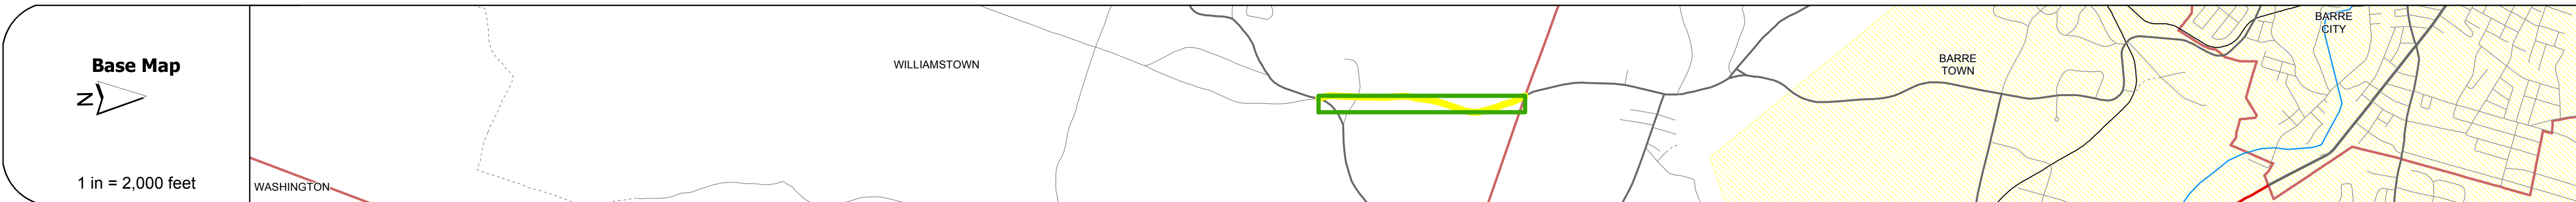 Base Map
N
1 in = 2,000 feet
WASHINGTON
WILLIAMSTOWN
BARRE
TOWN
BARRE
CITY